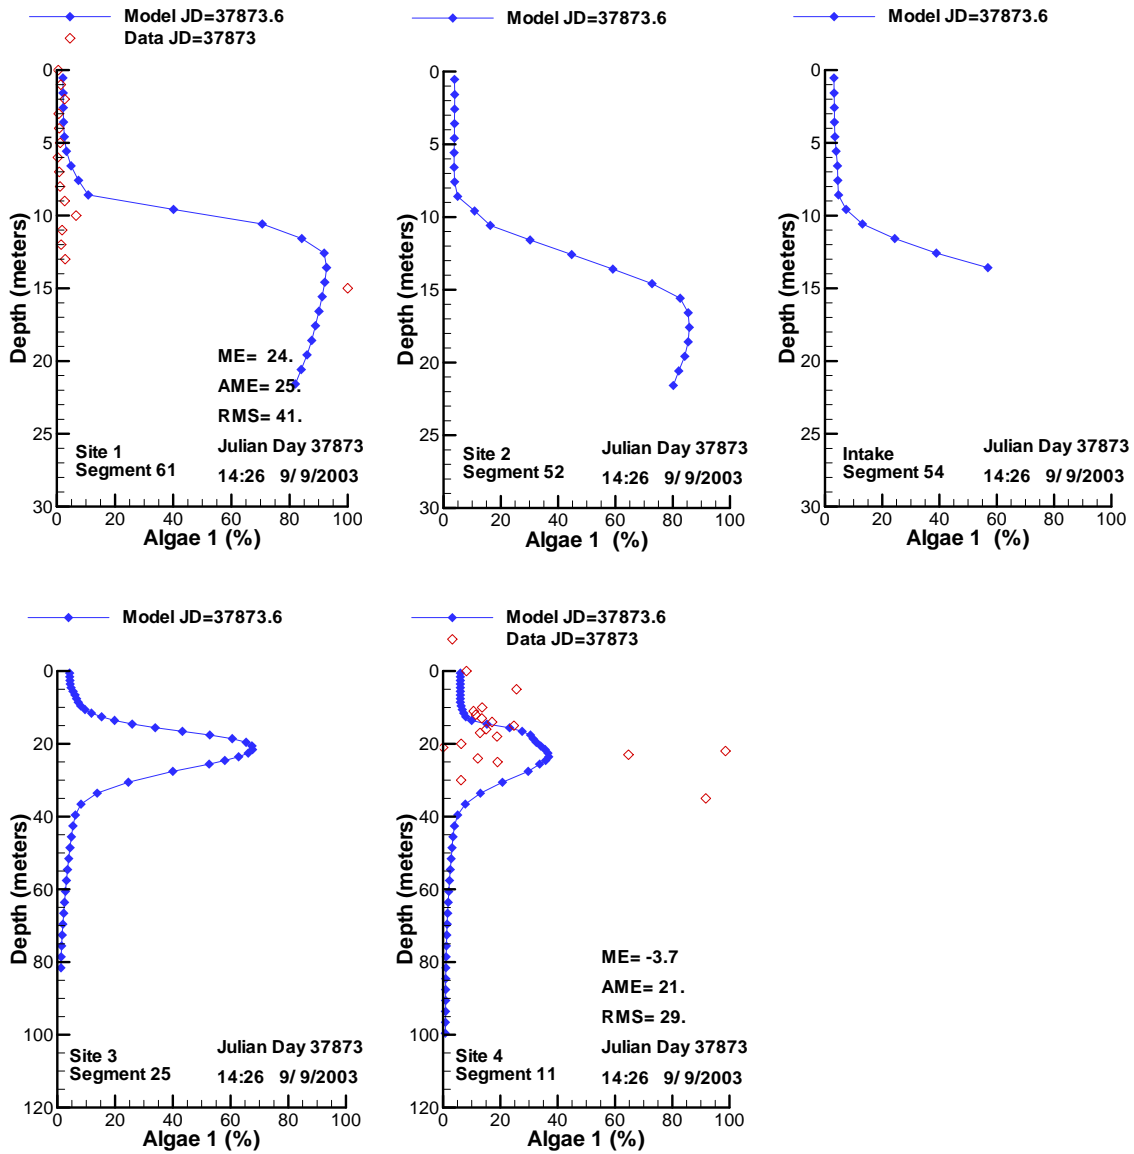 Model JD=37873.6
Data JD=37873
0
5
10
15
20
25
30
Depth (meters)
ME= 24.
AME= 25.
RMS= 41.
Site 1
Segment 61
Julian Day 37873
14:26 9/ 9/2003
0 20 40 60 80 100
Algae 1 (%)
Model JD=37873.6
0
5
10
15
20
25
30
Depth (meters)
Site 2
Segment 52
Julian Day 37873
14:26 9/ 9/2003
0 20 40 60 80 100
Algae 1 (%)
Model JD=37873.6
0
5
10
15
20
25
30
Depth (meters)
Intake
Segment 54
Julian Day 37873
14:26 9/ 9/2003
0 20 40 60 80 100
Algae 1 (%)
Model JD=37873.6
0
20
40
60
80
100
120
Depth (meters)
Site 3
Segment 25
Julian Day 37873
14:26 9/ 9/2003
0 20 40 60 80 100
Algae 1 (%)
Model JD=37873.6
Data JD=37873
0
20
40
60
80
100
120
Depth (meters)
ME= -3.7
AME= 21.
RMS= 29.
Site 4
Segment 11
Julian Day 37873
14:26 9/ 9/2003
0 20 40 60 80 100
Algae 1 (%)